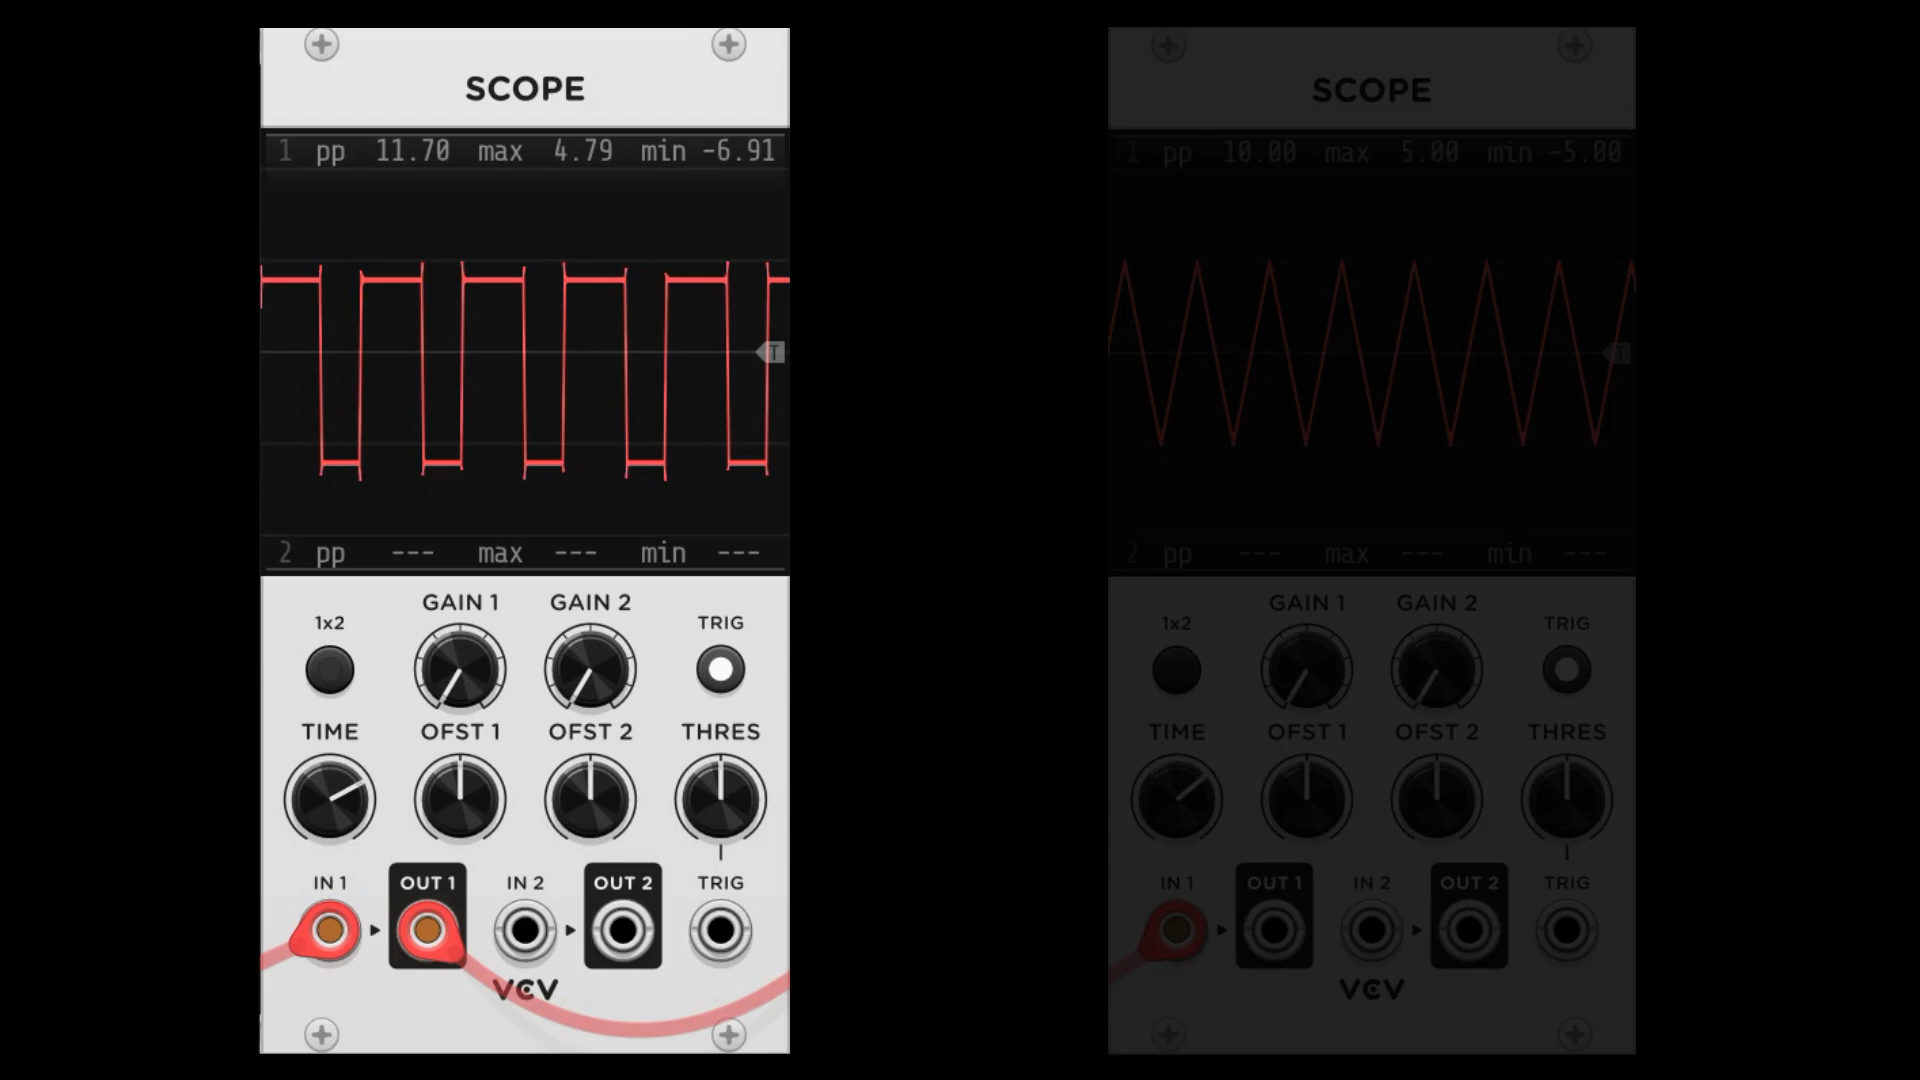 SCOPE
1 pp 11.70 max 4.79 min -6.91
T
2 pp --- max --- min ---
GAIN 1 GAIN 2
1x2 TRIG
TIME OFST 1 OFST 2 THRES
IN 1 OUT 1 IN 2 OUT 2 TRIG
VCV
SCOPE
1 pp 10.00 max 5.00 min -5.00
T
2 pp --- max --- min ---
GAIN 1 GAIN 2
1x2 TRIG
TIME OFST 1 OFST 2 THRES
IN 1 OUT 1 IN 2 OUT 2 TRIG
VCV